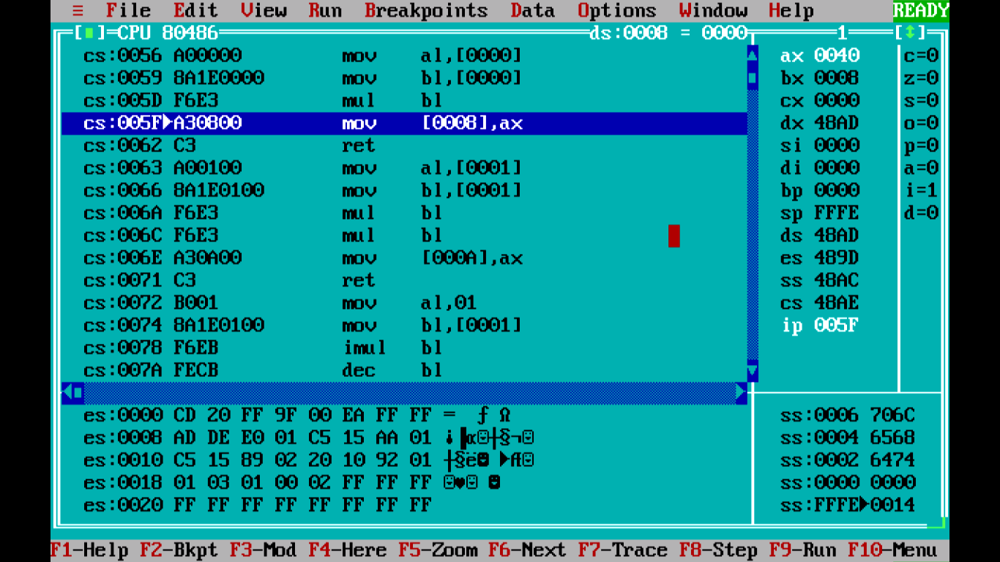 ≡ File Edit View Run Breakpoints Data Options Window Help READY
[■]=CPU 80486 ds:0008 = 0000 1 [↕]
cs:0056 A00000 mov al,[0000] ax 0040 c=0
cs:0059 8A1E0000 mov bl,[0000] bx 0008 z=0
cs:005D F6E3 mul bl cx 0000 s=0
cs:005F►A30800 mov [0008],ax dx 48AD o=0
cs:0062 C3 ret si 0000 p=0
cs:0063 A00100 mov al,[0001] di 0000 a=0
cs:0066 8A1E0100 mov bl,[0001] bp 0000 i=1
cs:006A F6E3 mul bl sp FFFE d=0
cs:006C F6E3 mul bl ds 48AD
cs:006E A30A00 mov [000A],ax es 489D
cs:0071 C3 ret ss 48AC
cs:0072 B001 mov al,01 cs 48AE
cs:0074 8A1E0100 mov bl,[0001] ip 005F
cs:0078 F6EB imul bl
cs:007A FECB dec bl
es:0000 CD 20 FF 9F 00 EA FF FF = ƒ Ω ss:0006 706C
es:0008 AD DE E0 01 C5 15 AA 01 ¡▐α☺┼§¬☺ ss:0004 6568
es:0010 C5 15 89 02 20 10 92 01 ┼§ë☻ ►Æ☺ ss:0002 6474
es:0018 01 03 01 00 02 FF FF FF ☺♥☺ ☻ ss:0000 0000
es:0020 FF FF FF FF FF FF FF FF ss:FFFE►0014
F1-Help F2-Bkpt F3-Mod F4-Here F5-Zoom F6-Next F7-Trace F8-Step F9-Run F10-Menu